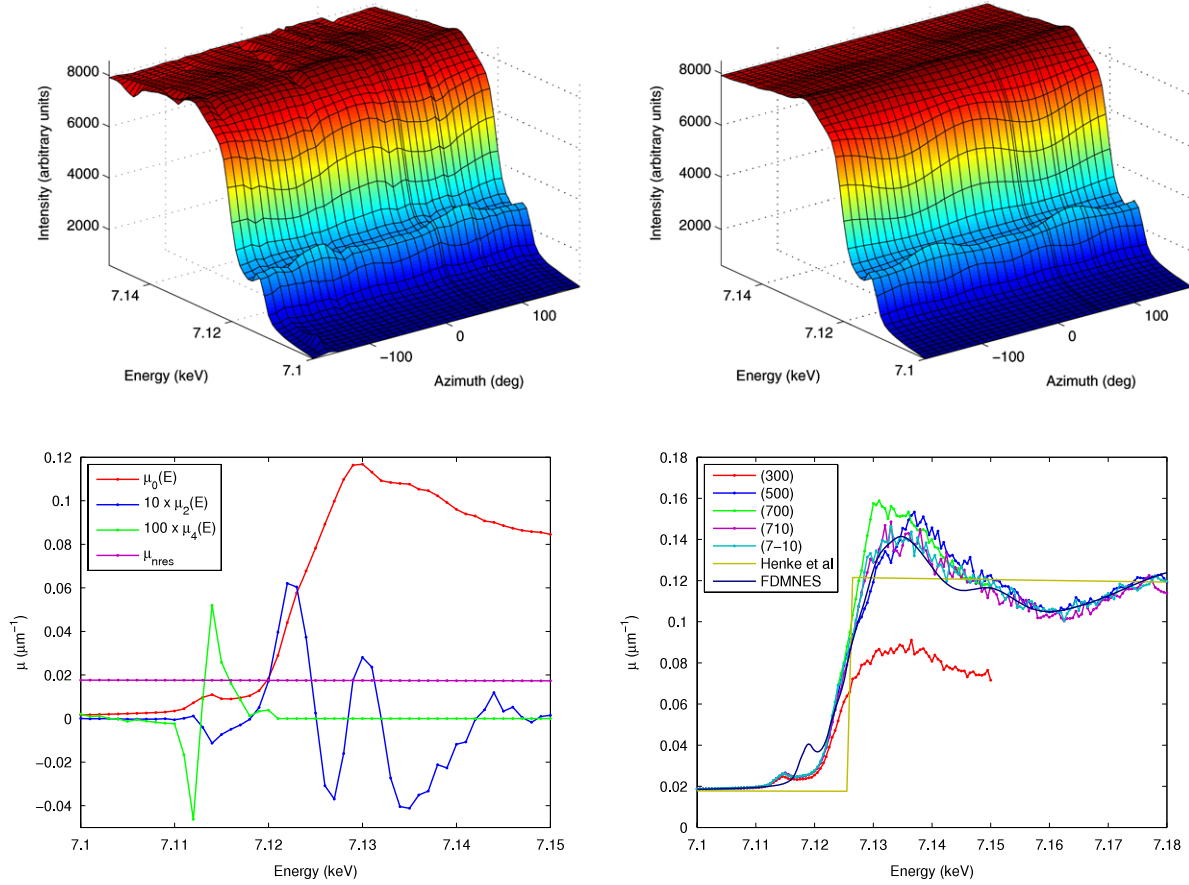 8000
6000
4000
2000
Intensity (arbitrary units)
7.14
7.12
7.1
Energy (keV)
−100
0
100
Azimuth (deg)
8000
6000
4000
2000
Intensity (arbitrary units)
7.14
7.12
7.1
Energy (keV)
−100
0
100
Azimuth (deg)
0.12
0.1
0.08
0.06
0.04
0.02
0
−0.02
−0.04
μ (μm⁻¹)
μ₀(E)
10 x μ₂(E)
100 x μ₄(E)
μₙᵣₑₛ
7.1 7.11 7.12 7.13 7.14 7.15
Energy (keV)
0.18
0.16
0.14
0.12
0.1
0.08
0.06
0.04
0.02
0
μ (μm⁻¹)
(300)
(500)
(700)
(710)
(7−10)
Henke et al
FDMNES
7.1 7.11 7.12 7.13 7.14 7.15 7.16 7.17 7.18
Energy (keV)